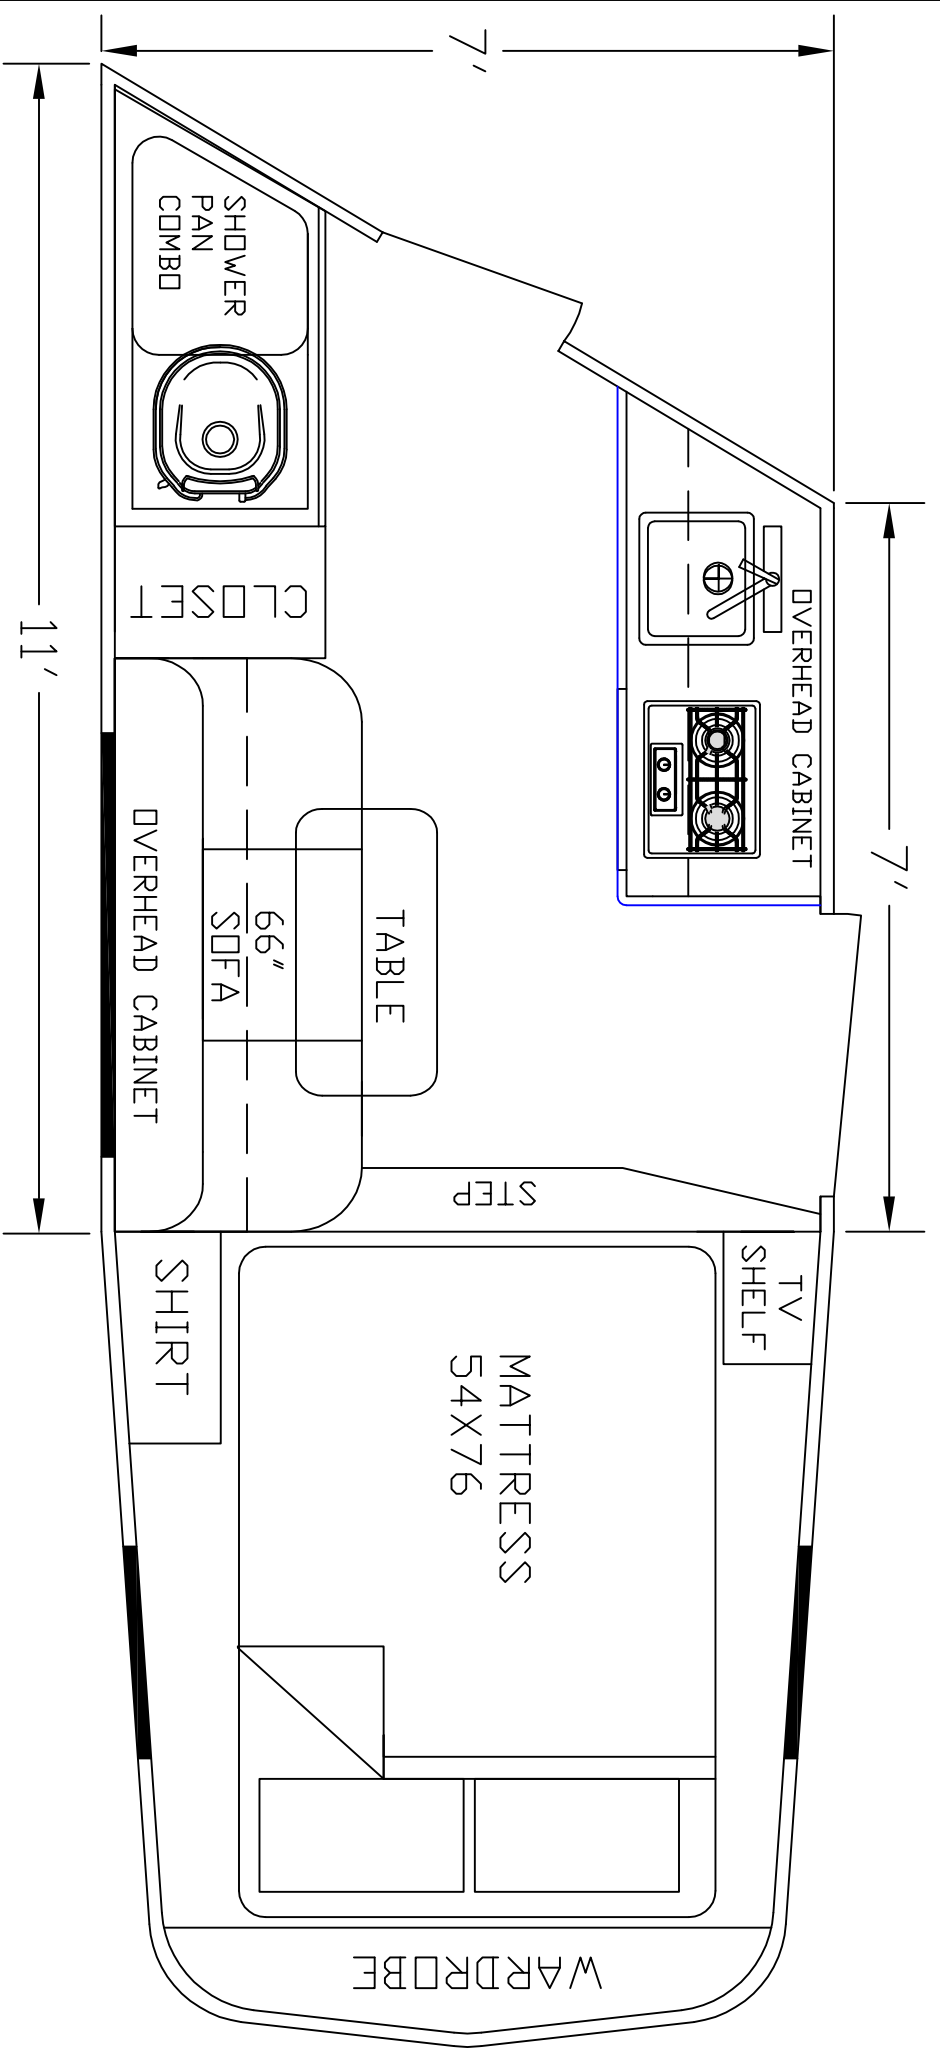 7'
11'
7'
SHOWER
PAN
COMBO
CLOSET
OVERHEAD CABINET
OVERHEAD CABINET
66"
SOFA
TABLE
STEP
SHIRT
TV
SHELF
MATTRESS
54X76
WARDROBE